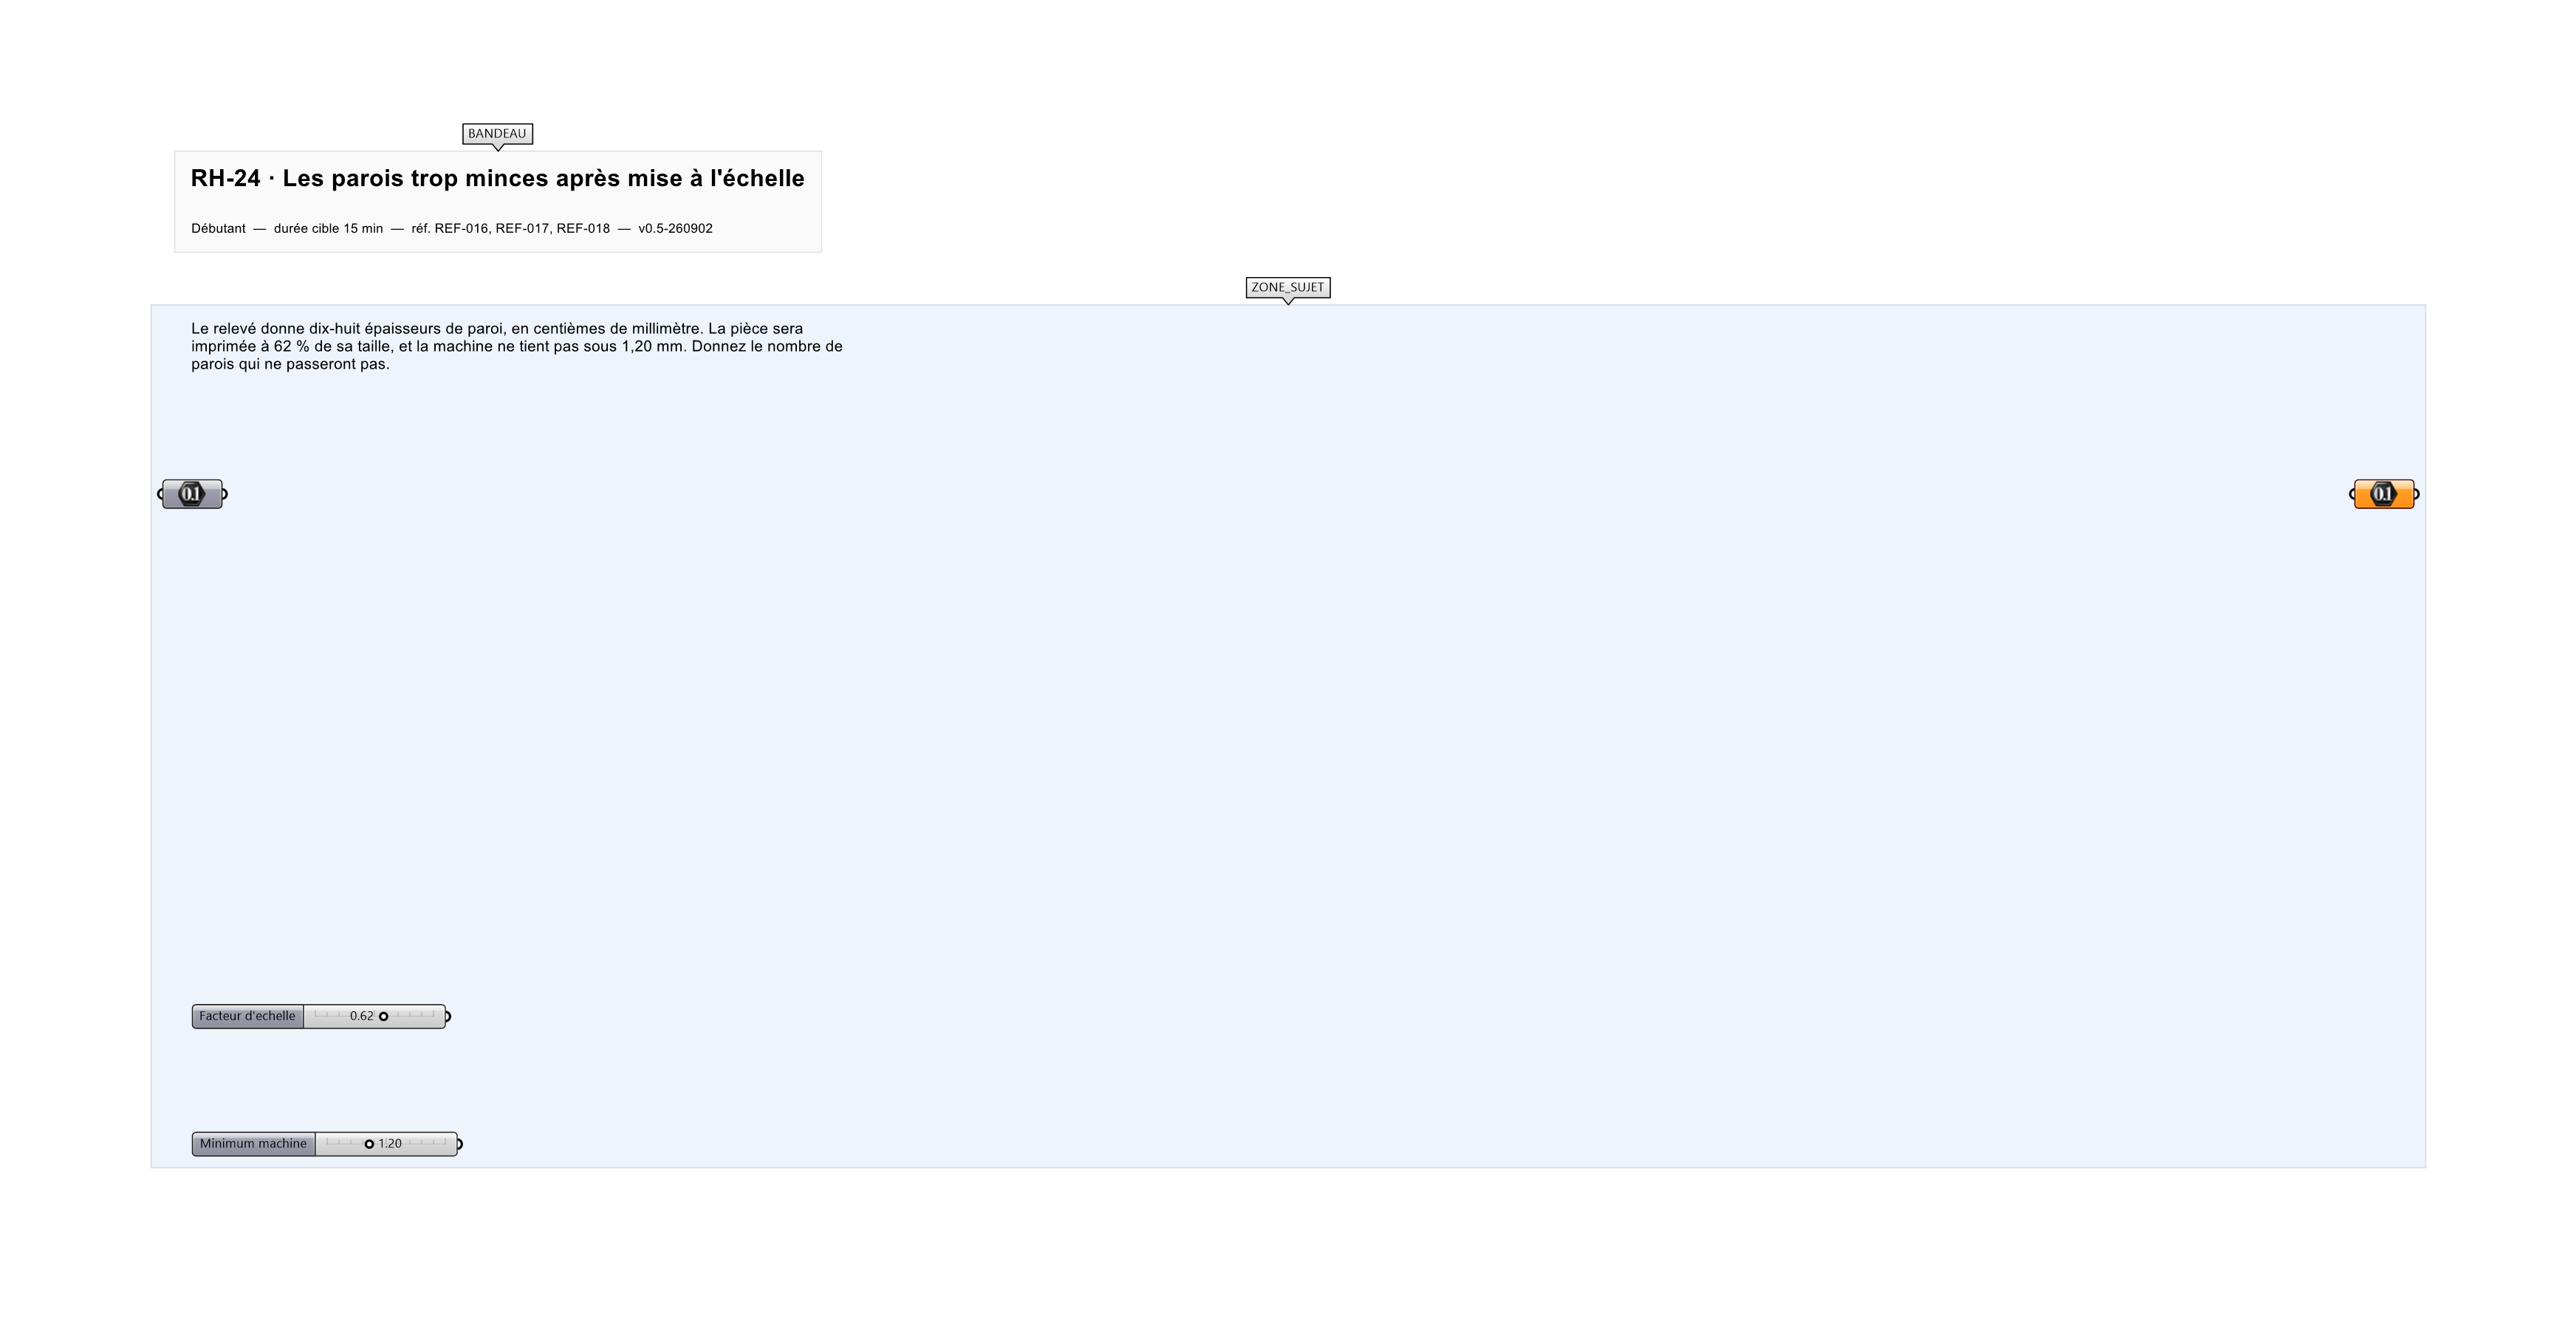 BANDEAU
RH-24 · Les parois trop minces après mise à l'échelle
Débutant — durée cible 15 min — réf. REF-016, REF-017, REF-018 — v0.5-260902
ZONE_SUJET
Le relevé donne dix-huit épaisseurs de paroi, en centièmes de millimètre. La pièce sera
imprimée à 62 % de sa taille, et la machine ne tient pas sous 1,20 mm. Donnez le nombre de
parois qui ne passeront pas.
0.1
0.1
Facteur d'echelle 0.62
Minimum machine 1.20